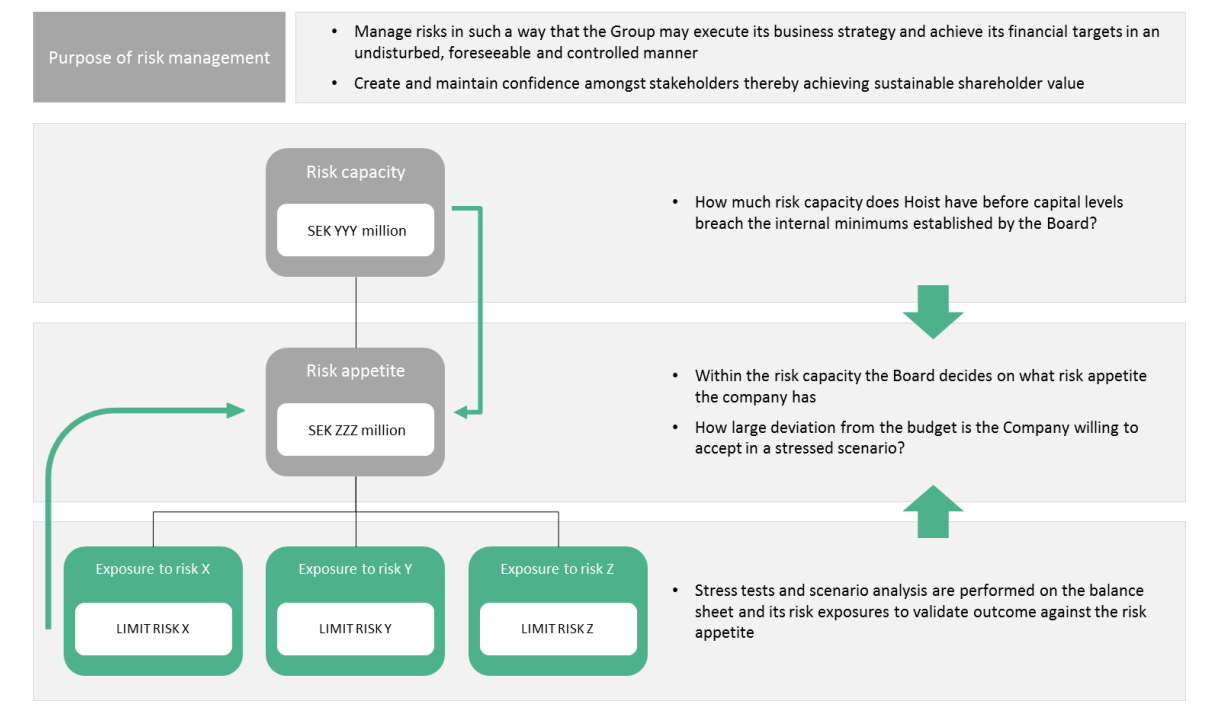 Purpose of risk management
• Manage risks in such a way that the Group may execute its business strategy and achieve its financial targets in an
undisturbed, foreseeable and controlled manner
• Create and maintain confidence amongst stakeholders thereby achieving sustainable shareholder value
Risk capacity
SEK YYY million
• How much risk capacity does Hoist have before capital levels
breach the internal minimums established by the Board?
Risk appetite
SEK ZZZ million
• Within the risk capacity the Board decides on what risk appetite
the company has
• How large deviation from the budget is the Company willing to
accept in a stressed scenario?
Exposure to risk X
LIMIT RISK X
Exposure to risk Y
LIMIT RISK Y
Exposure to risk Z
LIMIT RISK Z
• Stress tests and scenario analysis are performed on the balance
sheet and its risk exposures to validate outcome against the risk
appetite